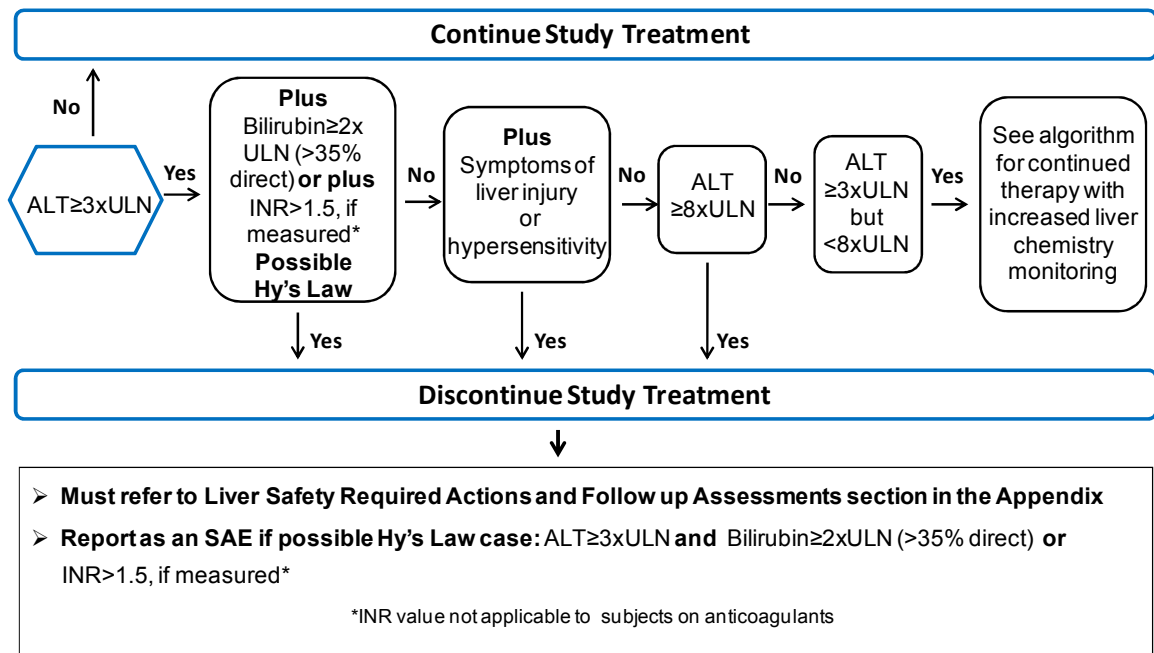 Continue Study Treatment
No
ALT≥3xULN
Yes
Plus
Bilirubin≥2x
ULN (>35%
direct) or plus
INR>1.5, if
measured*
Possible
Hy's Law
No
Yes
Plus
Symptoms of
liver injury
or
hypersensitivity
No
Yes
ALT
≥8xULN
No
Yes
ALT
≥3xULN
but
<8xULN
Yes
See algorithm
for continued
therapy with
increased liver
chemistry
monitoring
Discontinue Study Treatment
➢ Must refer to Liver Safety Required Actions and Follow up Assessments section in the Appendix
➢ Report as an SAE if possible Hy's Law case: ALT≥3xULN and Bilirubin≥2xULN (>35% direct) or
INR>1.5, if measured*
*INR value not applicable to subjects on anticoagulants